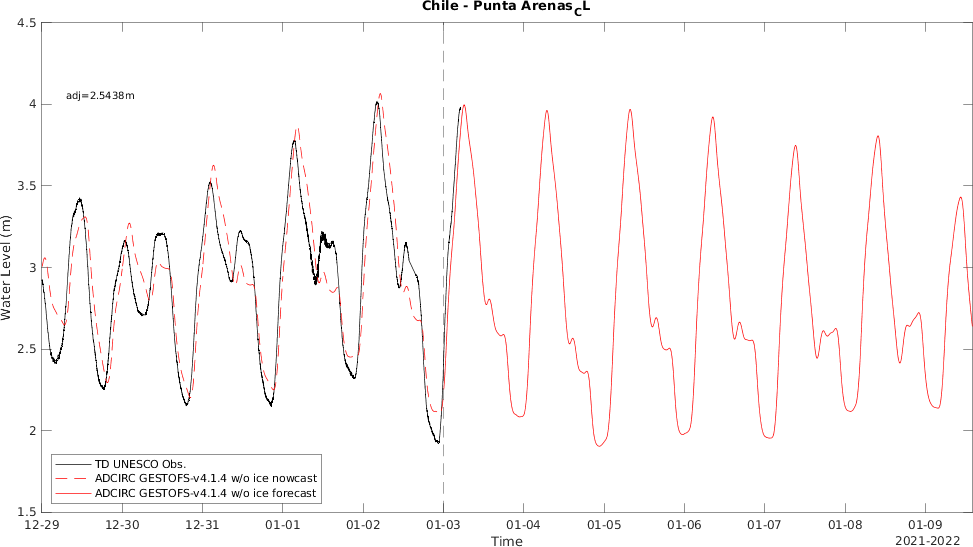 Chile - Punta Arenas_CL
4.5
adj=2.5438m
4
3.5
3
2.5
2
1.5
Water Level (m)
TD UNESCO Obs.
ADCIRC GESTOFS-v4.1.4 w/o ice nowcast
ADCIRC GESTOFS-v4.1.4 w/o ice forecast
12-29 12-30 12-31 01-01 01-02 01-03 01-04 01-05 01-06 01-07 01-08 01-09
Time
2021-2022